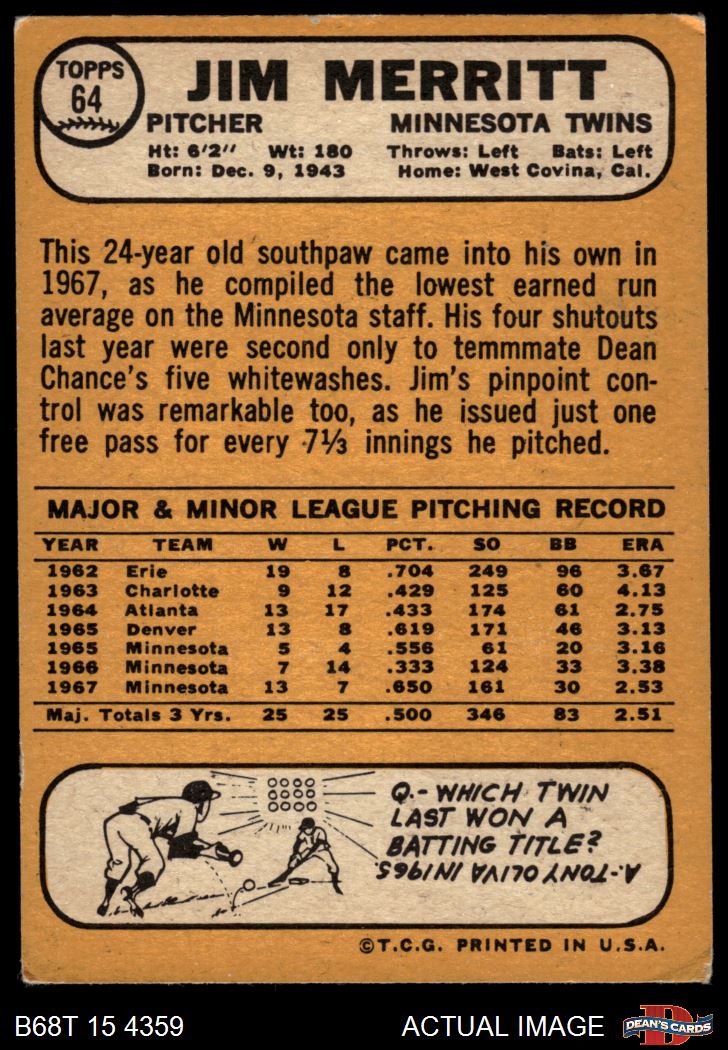 TOPPS
64
JIM MERRITT
PITCHER MINNESOTA TWINS
Ht: 6'2" Wt: 180 Throws: Left Bats: Left
Born: Dec. 9, 1943 Home: West Covina, Cal.
This 24-year old southpaw came into his own in
1967, as he compiled the lowest earned run
average on the Minnesota staff. His four shutouts
last year were second only to temmmate Dean
Chance's five whitewashes. Jim's pinpoint con-
trol was remarkable too, as he issued just one
free pass for every 7⅓ innings he pitched.
MAJOR & MINOR LEAGUE PITCHING RECORD
YEAR TEAM W L PCT. SO BB ERA
1962 Erie 19 8 .704 249 96 3.67
1963 Charlotte 9 12 .429 125 60 4.13
1964 Atlanta 13 17 .433 174 61 2.75
1965 Denver 13 8 .619 171 46 3.13
1965 Minnesota 5 4 .556 61 20 3.16
1966 Minnesota 7 14 .333 124 33 3.38
1967 Minnesota 13 7 .650 161 30 2.53
Maj. Totals 3 Yrs. 25 25 .500 346 83 2.51
Q.- WHICH TWIN
LAST WON A
BATTING TITLE?
A.- TONY OLIVA IN 1965
©T.C.G. PRINTED IN U.S.A.
B68T 15 4359 ACTUAL IMAGE
D
DEAN'S CARDS